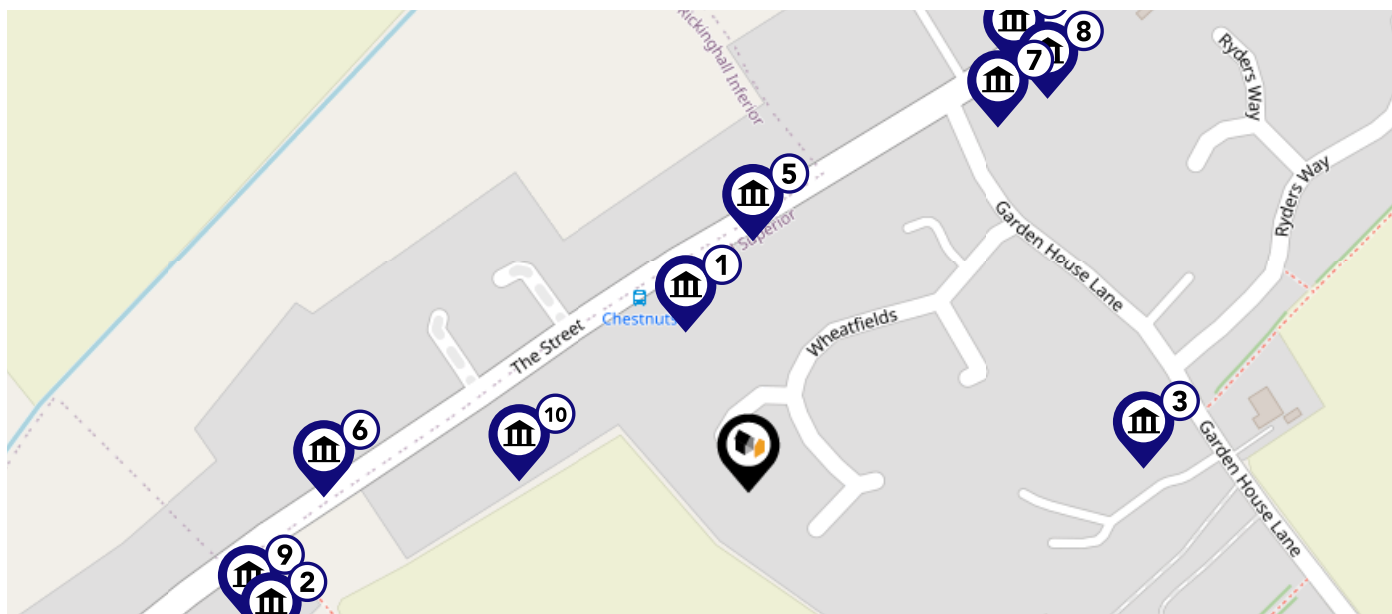 Rickinghall Inferior
8
7
Ryders Way
5
Superior
Ryders Way
Garden House Lane
1
Chestnuts
The Street
Wheatfields
3
10
6
Garden House Lane
9
2